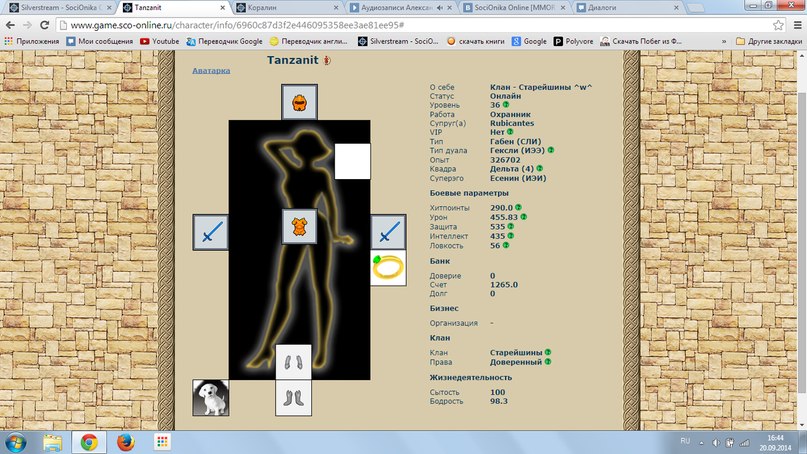 Silverstream - SociOnika O
Tanzanit
Коралин
Аудиозаписи Алексан
SociOnika Online [MMOF
Диалоги
www.game.sco-online.ru/character/info/6960c87d3f2e446095358ee3ae81ee95#
Приложения
Мои сообщения
Youtube
Переводчик Google
Переводчик англи...
Silverstream - SociO...
скачать книги
Google
Polyvore
Скачать Побег из Ф...
»
Другие закладки
Tanzanit
Аватарка
О себе Клан - Старейшины ^w^
Статус Онлайн
Уровень 36
Работа Охранник
Супруг(а) Rubicantes
VIP Нет
Тип Габен (СЛИ)
Тип дуала Гексли (ИЭЭ)
Опыт 326702
Квадра Дельта (4)
Суперэго Есенин (ИЭИ)
Боевые параметры
Хитпоинты 290.0
Урон 455.83
Защита 535
Интеллект 435
Ловкость 56
Банк
Доверие 0
Счет 1265.0
Долг 0
Бизнес
Организация -
Клан
Клан Старейшины
Права Доверенный
Жизнедеятельность
Сытость 100
Бодрость 98.3
RU
16:44
20.09.2014